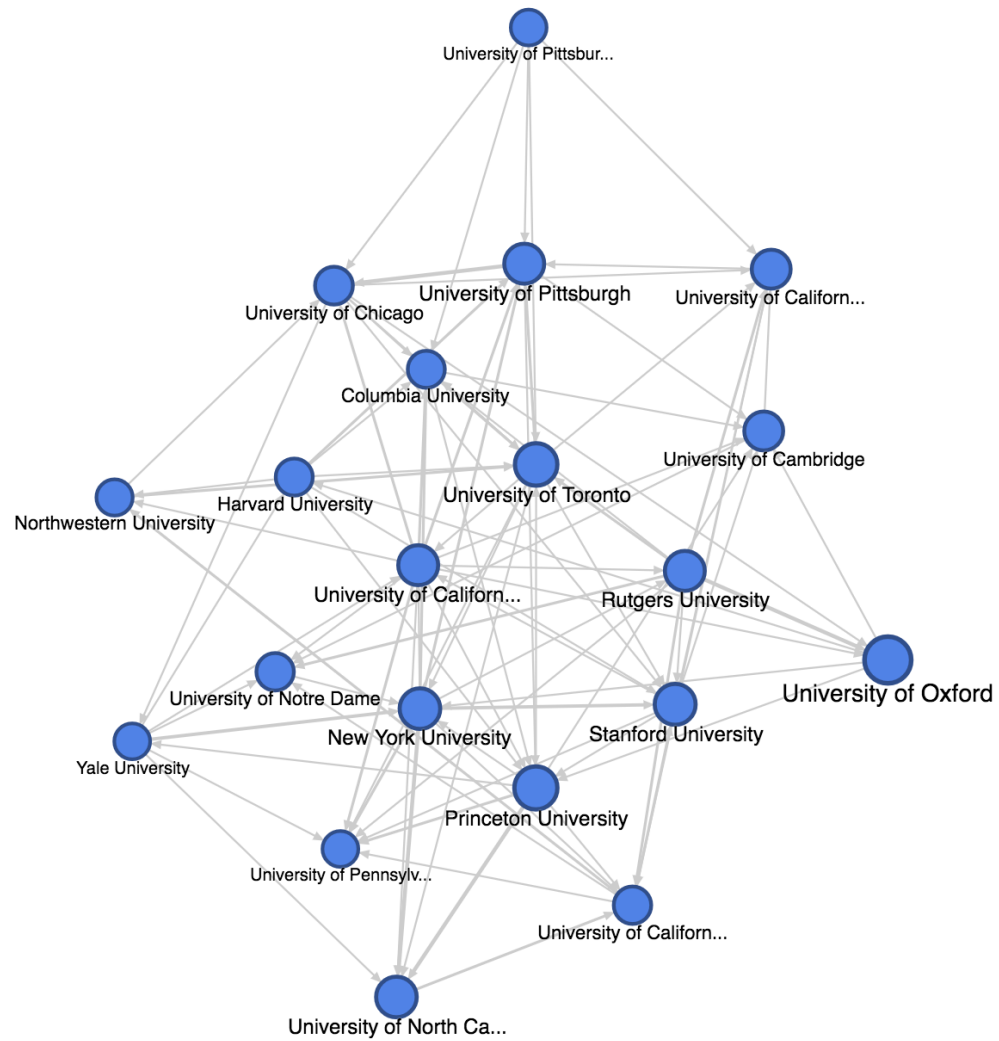 University of Pittsbur...
University of Pittsburgh
University of Californ...
University of Chicago
Columbia University
University of Cambridge
University of Toronto
Harvard University
Northwestern University
University of Californ...
Rutgers University
University of Oxford
University of Notre Dame
New York University
Stanford University
Yale University
Princeton University
University of Pennsylv...
University of Californ...
University of North Ca...